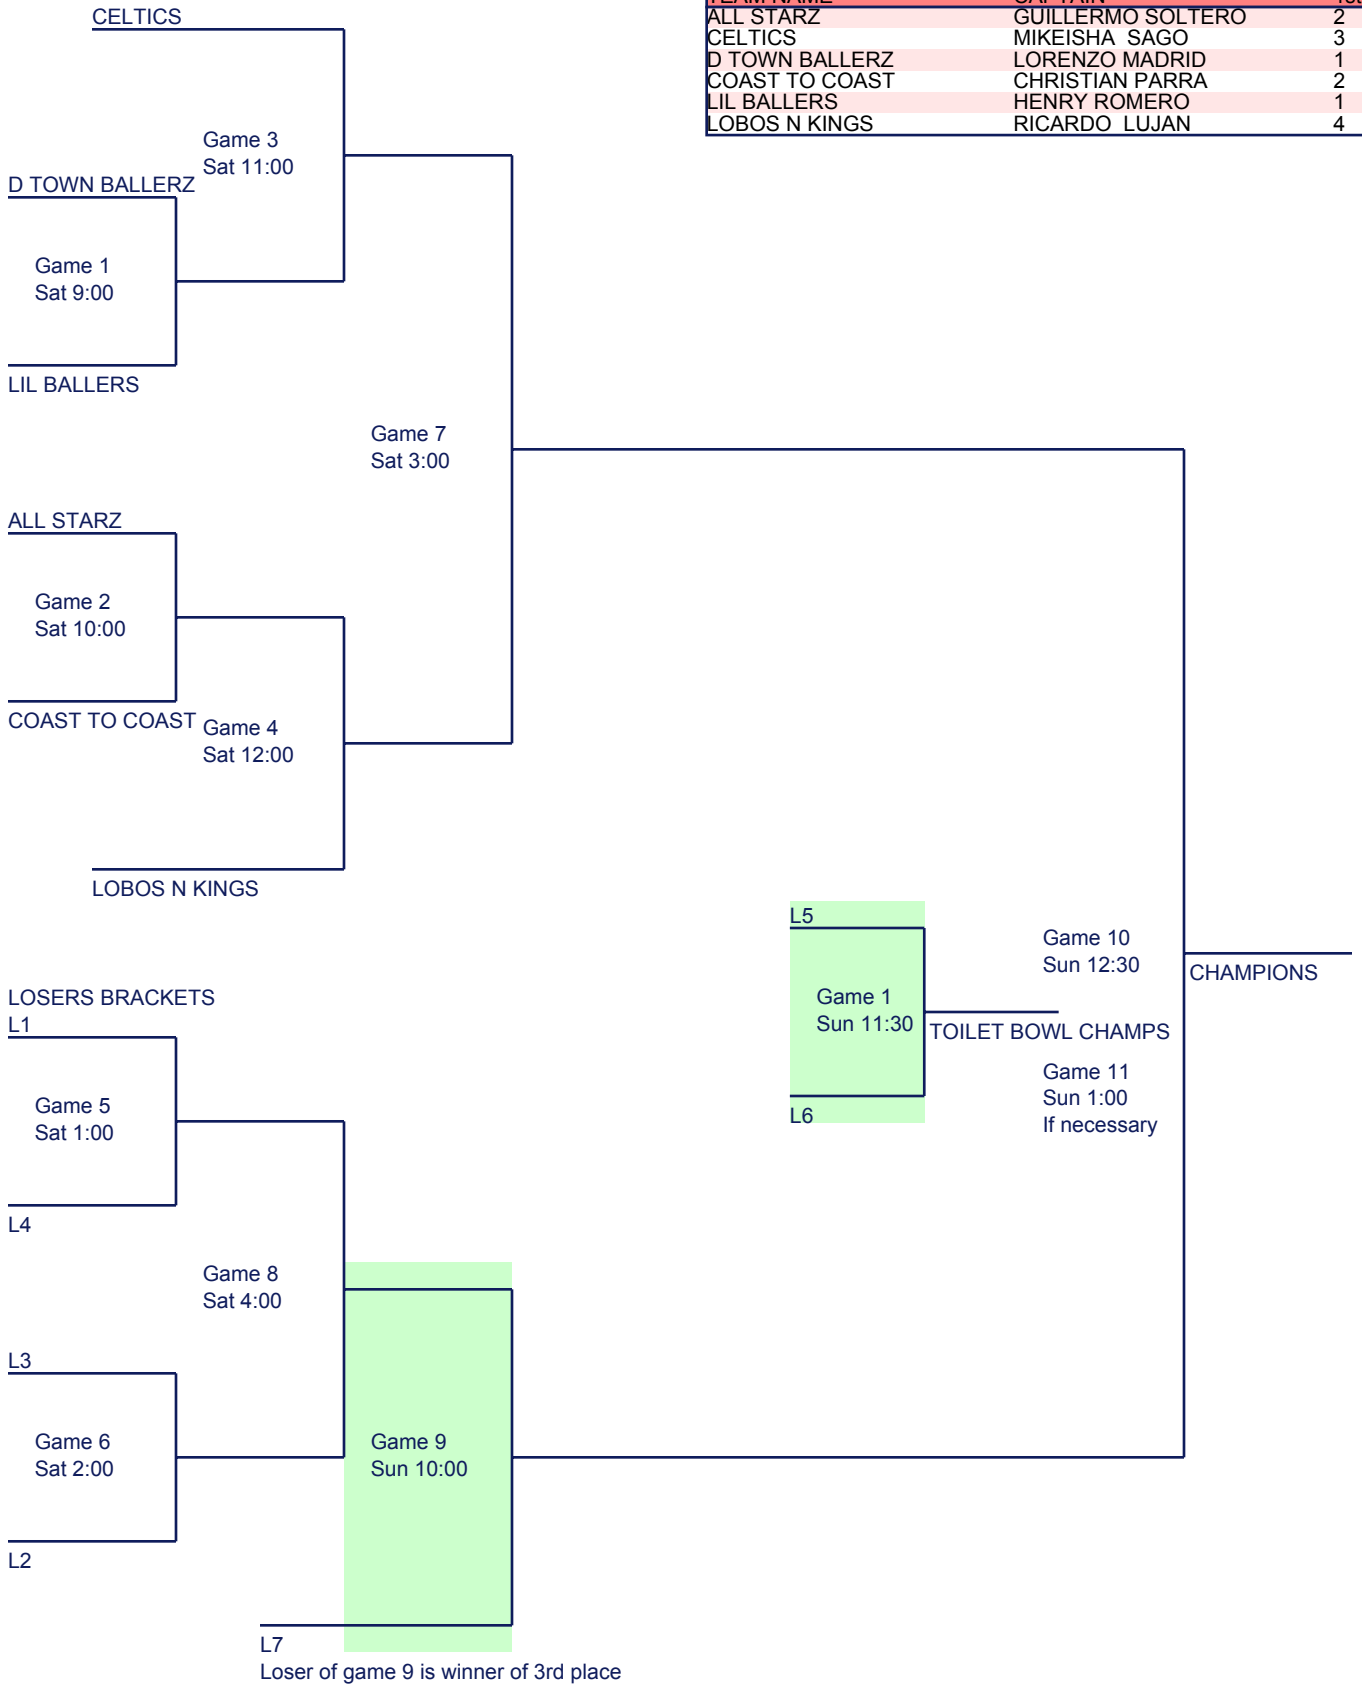 TEAM NAME CAPTAIN
ALL STARZ GUILLERMO SOLTERO 2
CELTICS MIKEISHA SAGO 3
D TOWN BALLERZ LORENZO MADRID 1
COAST TO COAST CHRISTIAN PARRA 2
LIL BALLERS HENRY ROMERO 1
LOBOS N KINGS RICARDO LUJAN 4
CELTICS
Game 3
Sat 11:00
D TOWN BALLERZ
Game 1
Sat 9:00
LIL BALLERS
Game 7
Sat 3:00
ALL STARZ
Game 2
Sat 10:00
COAST TO COAST
Game 4
Sat 12:00
LOBOS N KINGS
L5
Game 10
Sun 12:30
CHAMPIONS
Game 1
Sun 11:30
TOILET BOWL CHAMPS
Game 11
Sun 1:00
If necessary
L6
LOSERS BRACKETS
L1
Game 5
Sat 1:00
L4
Game 8
Sat 4:00
L3
Game 6
Sat 2:00
Game 9
Sun 10:00
L2
L7
Loser of game 9 is winner of 3rd place